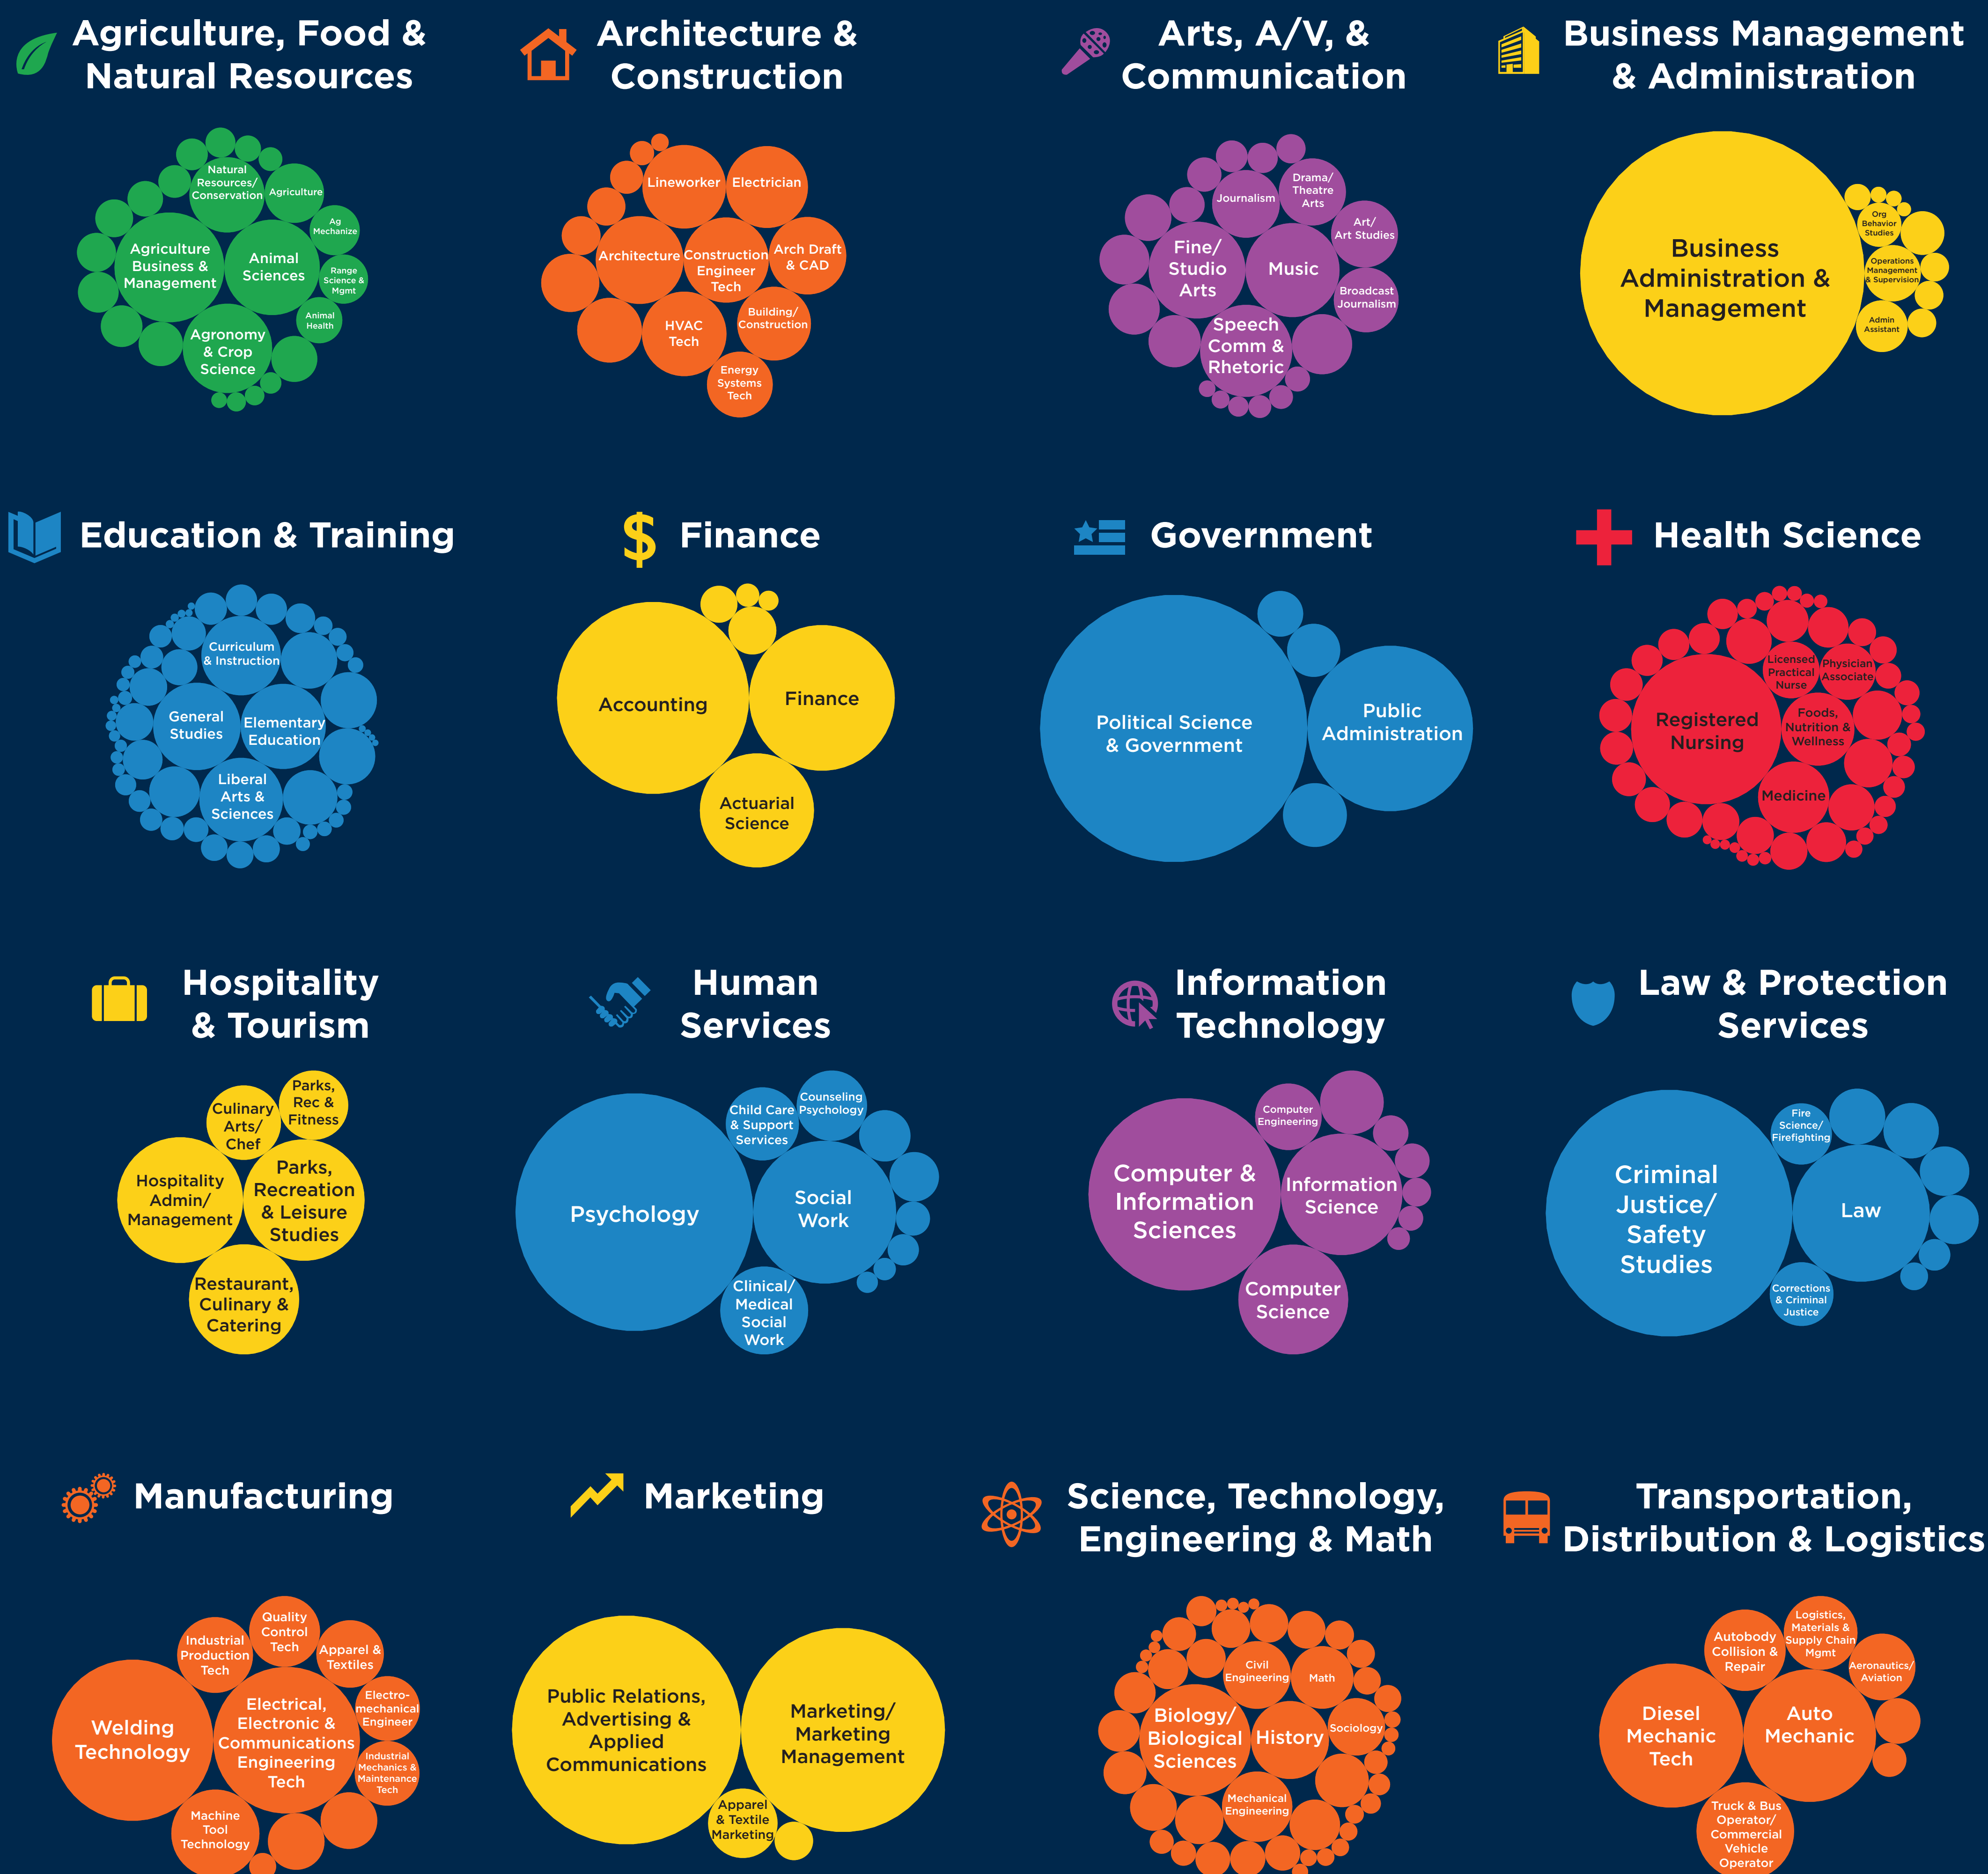 Agriculture, Food &
Natural Resources
Natural
Resources/
Conservation
Agriculture
Ag
Mechanize
Agriculture
Business &
Management
Animal
Sciences
Range
Science &
Mgmt
Animal
Health
Agronomy
& Crop
Science
Architecture &
Construction
Lineworker
Electrician
Architecture
Construction
Engineer
Tech
Arch Draft
& CAD
HVAC
Tech
Building/
Construction
Energy
Systems
Tech
Arts, A/V, &
Communication
Journalism
Drama/
Theatre
Arts
Art/
Art Studies
Fine/
Studio
Arts
Music
Broadcast
Journalism
Speech
Comm &
Rhetoric
Business Management
& Administration
Business
Administration &
Management
Org
Behavior
Studies
Operations
Management
& Supervision
Admin
Assistant
Education & Training
Curriculum
& Instruction
General
Studies
Elementary
Education
Liberal
Arts &
Sciences
$ Finance
Accounting
Finance
Actuarial
Science
Government
Political Science
& Government
Public
Administration
Health Science
Licensed
Practical
Nurse
Physician
Associate
Registered
Nursing
Foods,
Nutrition &
Wellness
Medicine
Hospitality
& Tourism
Culinary
Arts/
Chef
Parks,
Rec &
Fitness
Hospitality
Admin/
Management
Parks,
Recreation
& Leisure
Studies
Restaurant,
Culinary &
Catering
Human
Services
Child Care
& Support
Services
Counseling
Psychology
Psychology
Social
Work
Clinical/
Medical
Social
Work
Information
Technology
Computer
Engineering
Computer &
Information
Sciences
Information
Science
Computer
Science
Law & Protection
Services
Fire
Science/
Firefighting
Criminal
Justice/
Safety
Studies
Law
Corrections
& Criminal
Justice
Manufacturing
Industrial
Production
Tech
Quality
Control
Tech
Apparel &
Textiles
Welding
Technology
Electrical,
Electronic &
Communications
Engineering
Tech
Electro-
mechanical
Engineer
Industrial
Mechanics &
Maintenance
Tech
Machine
Tool
Technology
Marketing
Public Relations,
Advertising &
Applied
Communications
Marketing/
Marketing
Management
Apparel
& Textile
Marketing
Science, Technology,
Engineering & Math
Civil
Engineering
Math
Biology/
Biological
Sciences
History
Sociology
Mechanical
Engineering
Transportation,
Distribution & Logistics
Autobody
Collision &
Repair
Logistics,
Materials &
Supply Chain
Mgmt
Aeronautics/
Aviation
Diesel
Mechanic
Tech
Auto
Mechanic
Truck & Bus
Operator/
Commercial
Vehicle
Operator